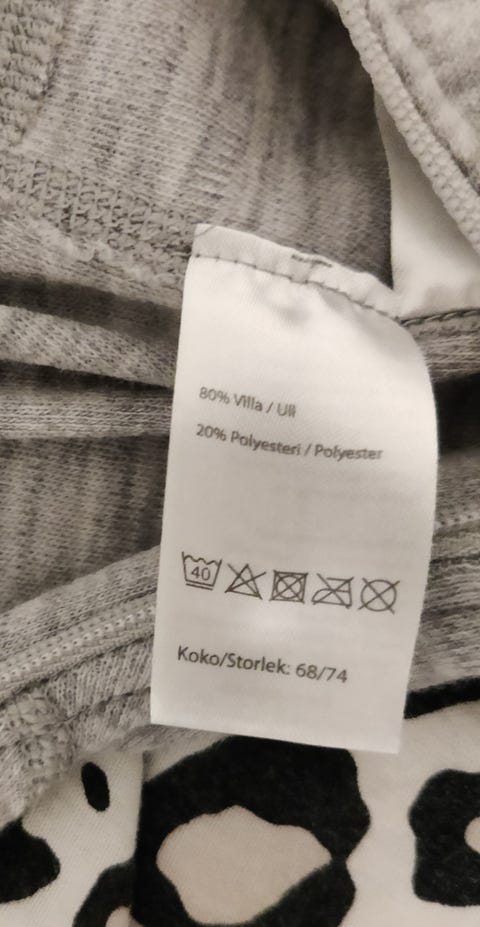 80% Villa / Ull
20% Polyesteri / Polyester
40
Koko/Storlek: 68/74